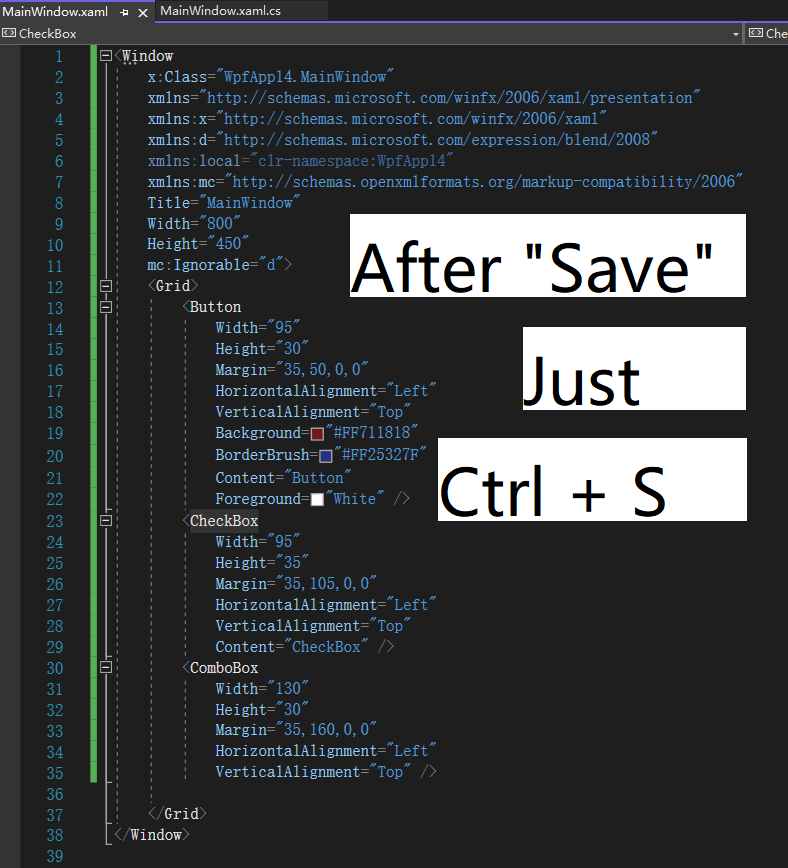 MainWindow.xaml
MainWindow.xaml.cs
CheckBox
Che
1 <Window
2 x:Class="WpfApp14.MainWindow"
3 xmlns="http://schemas.microsoft.com/winfx/2006/xaml/presentation"
4 xmlns:x="http://schemas.microsoft.com/winfx/2006/xaml"
5 xmlns:d="http://schemas.microsoft.com/expression/blend/2008"
6 xmlns:local="clr-namespace:WpfApp14"
7 xmlns:mc="http://schemas.openxmlformats.org/markup-compatibility/2006"
8 Title="MainWindow"
9 Width="800"
10 Height="450"
11 mc:Ignorable="d">
12 <Grid>
13 <Button
14 Width="95"
15 Height="30"
16 Margin="35,50,0,0"
17 HorizontalAlignment="Left"
18 VerticalAlignment="Top"
19 Background="#FF711818"
20 BorderBrush="#FF25327F"
21 Content="Button"
22 Foreground="White" />
23 <CheckBox
24 Width="95"
25 Height="35"
26 Margin="35,105,0,0"
27 HorizontalAlignment="Left"
28 VerticalAlignment="Top"
29 Content="CheckBox" />
30 <ComboBox
31 Width="130"
32 Height="30"
33 Margin="35,160,0,0"
34 HorizontalAlignment="Left"
35 VerticalAlignment="Top" />
36
37 </Grid>
38 </Window>
39
After "Save"
Just
Ctrl + S